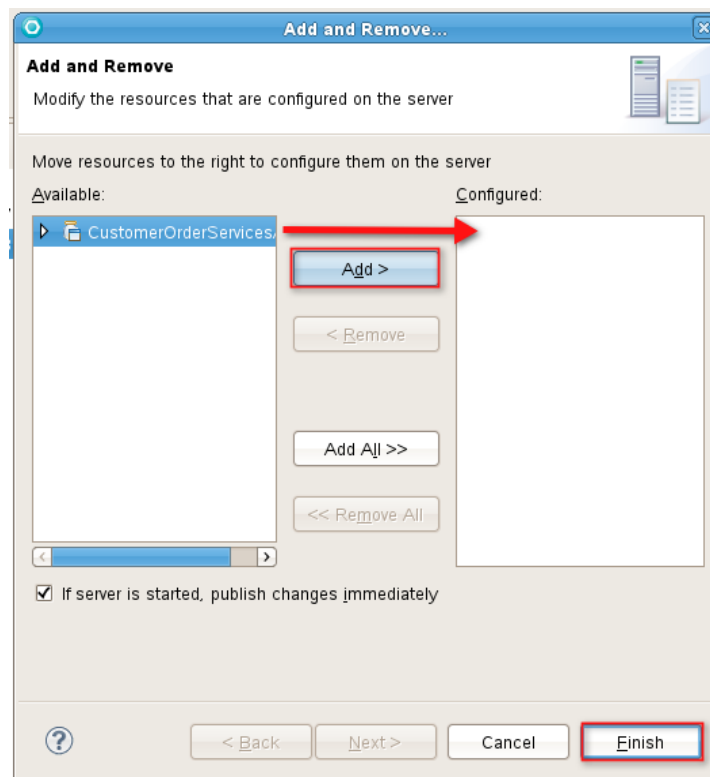 Add and Remove...
Add and Remove
Modify the resources that are configured on the server
Move resources to the right to configure them on the server
Available:
Configured:
CustomerOrderServices
Add >
< Remove
Add All >>
<< Remove All
If server is started, publish changes immediately
?
< Back
Next >
Cancel
Finish